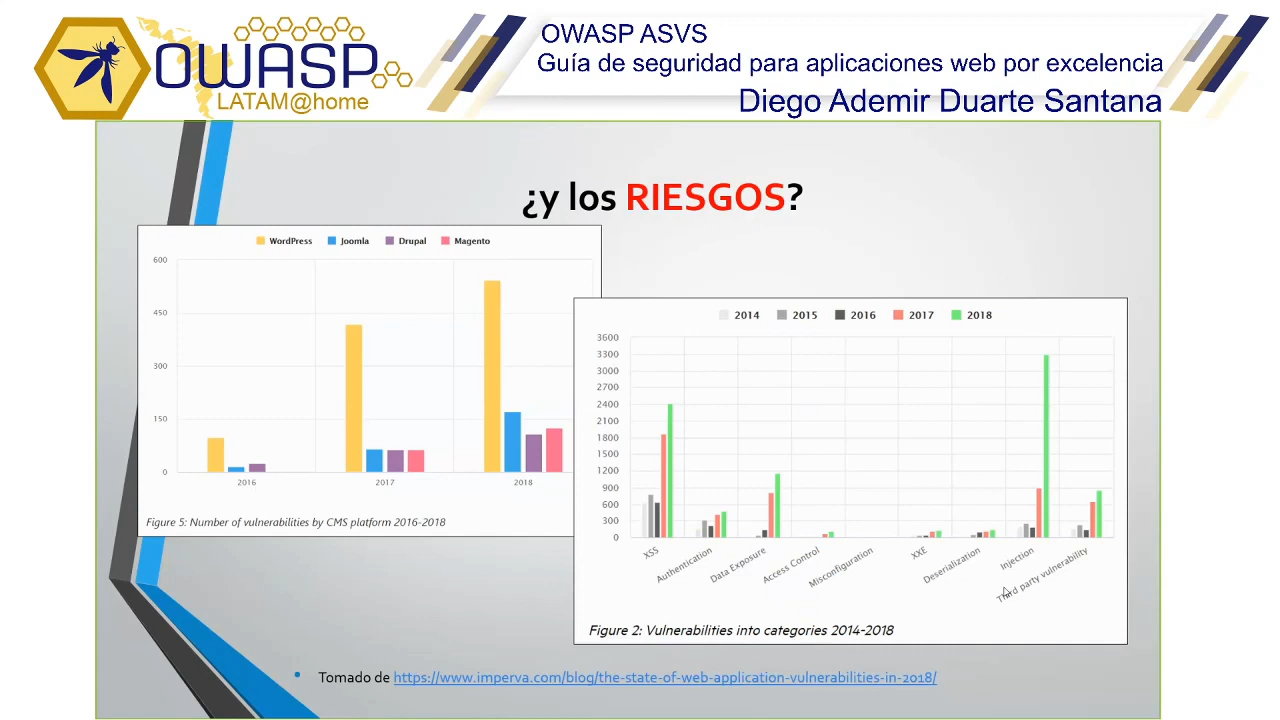 OWASP
LATAM@home
OWASP ASVS
Guía de seguridad para aplicaciones web por excelencia
Diego Ademir Duarte Santana
¿y los RIESGOS?
WordPress Joomla Drupal Magento
600
450
300
150
0
2016 2017 2018
Figure 5: Number of vulnerabilities by CMS platform 2016-2018
2014 2015 2016 2017 2018
3600
3300
3000
2700
2400
2100
1800
1500
1200
900
600
300
0
XSS
Authentication
Data Exposure
Access Control
Misconfiguration
XXE
Deserialization
Injection
Third party vulnerability
Figure 2: Vulnerabilities into categories 2014-2018
• Tomado de https://www.imperva.com/blog/the-state-of-web-application-vulnerabilities-in-2018/